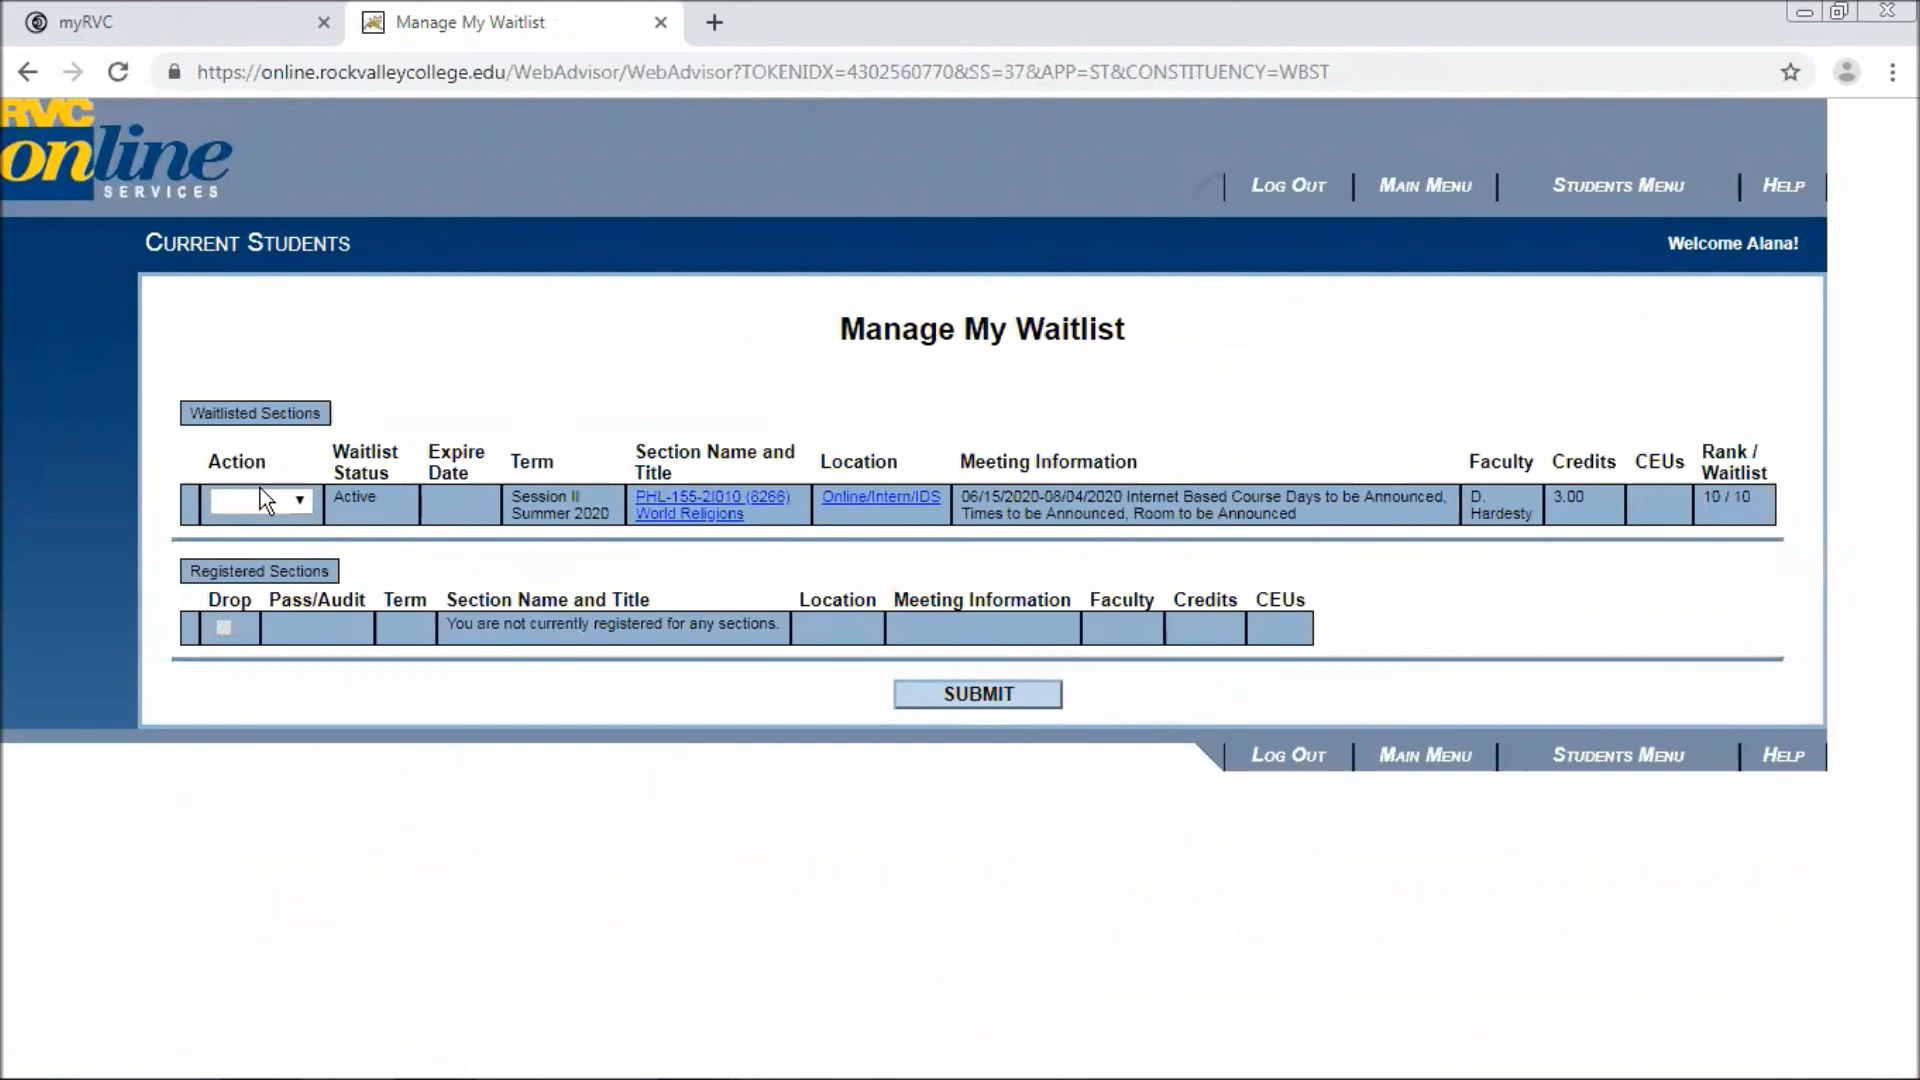 myRVC
Manage My Waitlist
https://online.rockvalleycollege.edu/WebAdvisor/WebAdvisor?TOKENIDX=4302560770&SS=37&APP=ST&CONSTITUENCY=WBST
RVC
online
SERVICES
LOG OUT
MAIN MENU
STUDENTS MENU
HELP
CURRENT STUDENTS
Welcome Alana!
Manage My Waitlist
Waitlisted Sections
Action
Waitlist
Status
Expire
Date
Term
Section Name and
Title
Location
Meeting Information
Faculty
Credits
CEUs
Rank /
Waitlist
Active
Session II
Summer 2020
PHL-155-2I010 (6266)
World Religions
Online/Intern/IDS
06/15/2020-08/04/2020 Internet Based Course Days to be Announced,
Times to be Announced, Room to be Announced
D.
Hardesty
3.00
10 / 10
Registered Sections
Drop
Pass/Audit
Term
Section Name and Title
Location
Meeting Information
Faculty
Credits
CEUs
You are not currently registered for any sections.
SUBMIT
LOG OUT
MAIN MENU
STUDENTS MENU
HELP